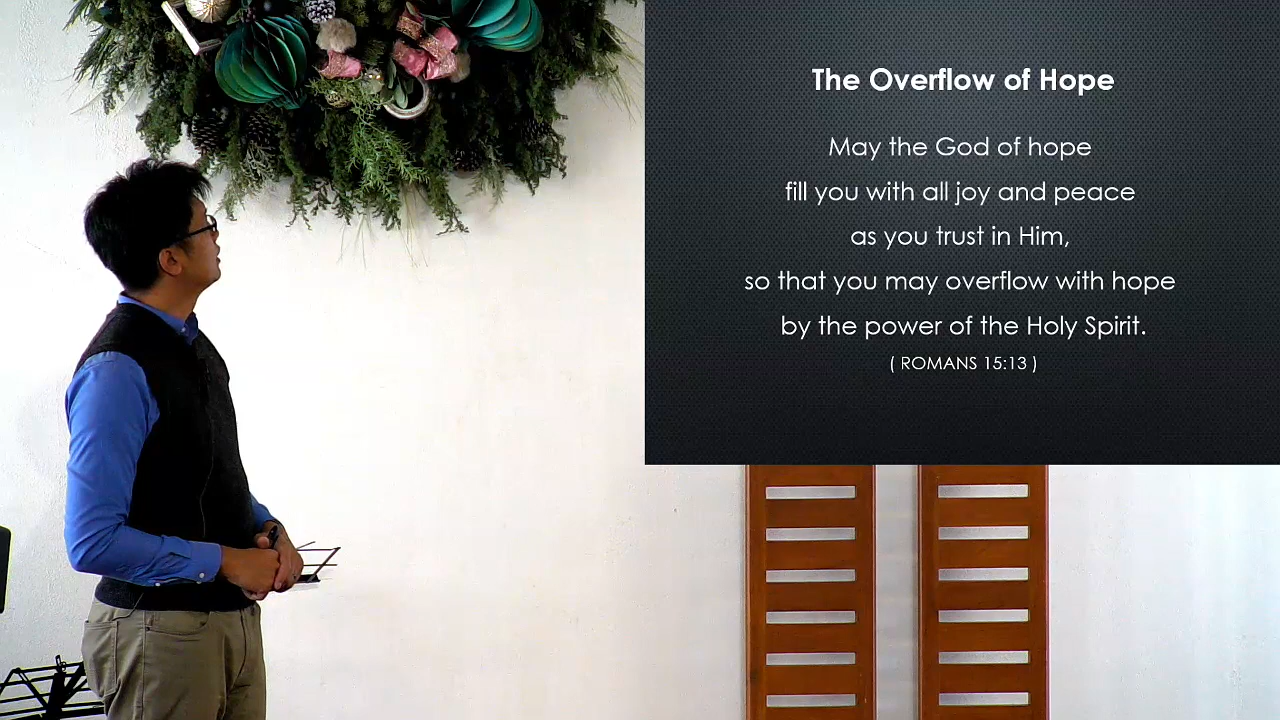 The Overflow of Hope
May the God of hope
fill you with all joy and peace
as you trust in Him,
so that you may overflow with hope
by the power of the Holy Spirit.
( ROMANS 15:13 )